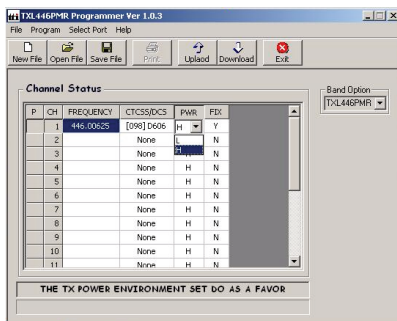 TXL446PMR Programmer Ver 1.0.3
File Program Select Port Help
New File Open File Save File Print Uplaod Download Exit
Channel Status
Band Option
TXL446PMR
P CH FREQUENCY CTCSS/DCS PWR FIX
1 446.00625 [098] D606 H Y
2 None L N
3 None H N
4 None H N
5 None H N
6 None H N
7 None H N
8 None H N
9 None H N
10 None H N
11 None H N
THE TX POWER ENVIRONMENT SET DO AS A FAVOR